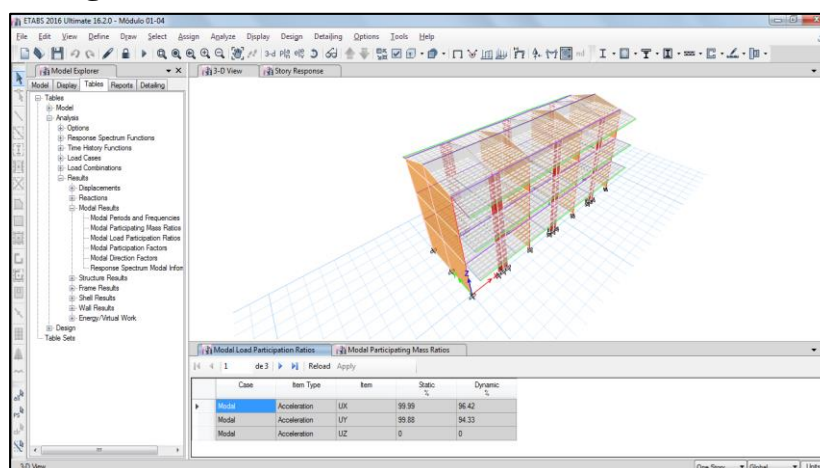 ETABS 2016 Ultimate 16.2.0 - Módulo 01-04
File Edit View Define Draw Select Assign Analyze Display Design Detailing Options Tools Help
Model Explorer
3-D View
Story Response
Model Display Tables Reports Detailing
Tables
Model
Analysis
Options
Response Spectrum Functions
Time History Functions
Load Cases
Load Combinations
Results
Displacements
Reactions
Modal Results
Modal Periods and Frequencies
Modal Participating Mass Ratios
Modal Load Participation Ratios
Modal Participation Factors
Modal Direction Factors
Response Spectrum Modal Infor
Structure Results
Frame Results
Shell Results
Wall Results
Energy/Virtual Work
Design
Table Sets
Z
Modal Load Participation Ratios
Modal Participating Mass Ratios
1 de 3 Reload Apply
Case Item Type Item Static % Dynamic %
Modal Acceleration UX 99.99 96.42
Modal Acceleration UY 99.88 94.33
Modal Acceleration UZ 0 0
3-D View
One Story Global Units